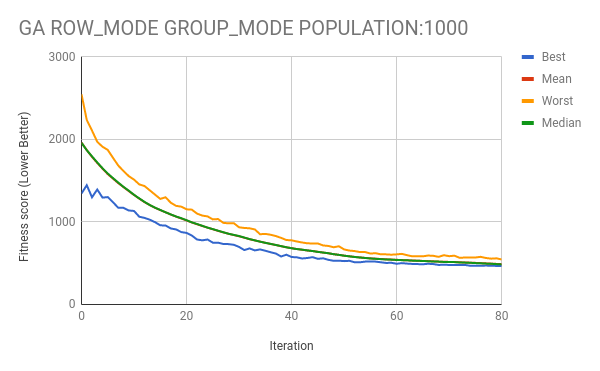 GA ROW_MODE GROUP_MODE POPULATION:1000
3000
2000
1000
0
Fitness score (Lower Better)
0
20
40
60
80
Iteration
Best
Mean
Worst
Median